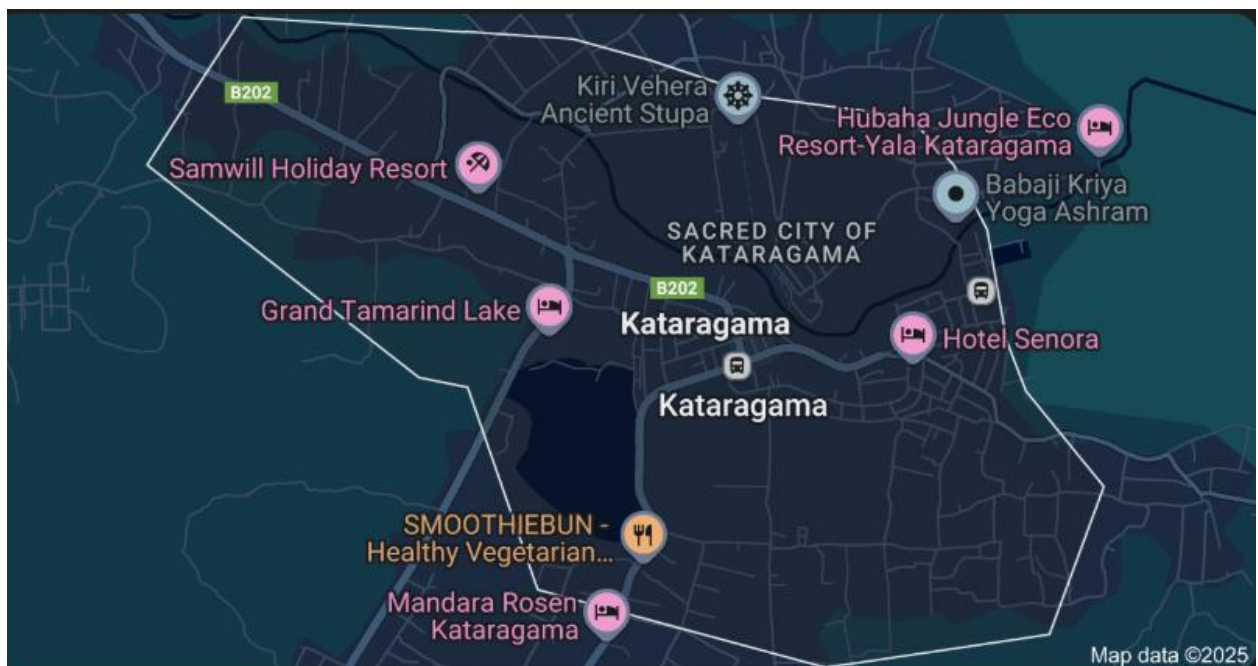 B202
Kiri Vehera
Ancient Stupa
Hubaha Jungle Eco
Resort-Yala Kataragama
Samwill Holiday Resort
Babaji Kriya
Yoga Ashram
SACRED CITY OF
KATARAGAMA
B202
Grand Tamarind Lake
Kataragama
Hotel Senora
Kataragama
SMOOTHIEBUN -
Healthy Vegetarian...
Mandara Rosen
Kataragama
Map data ©2025